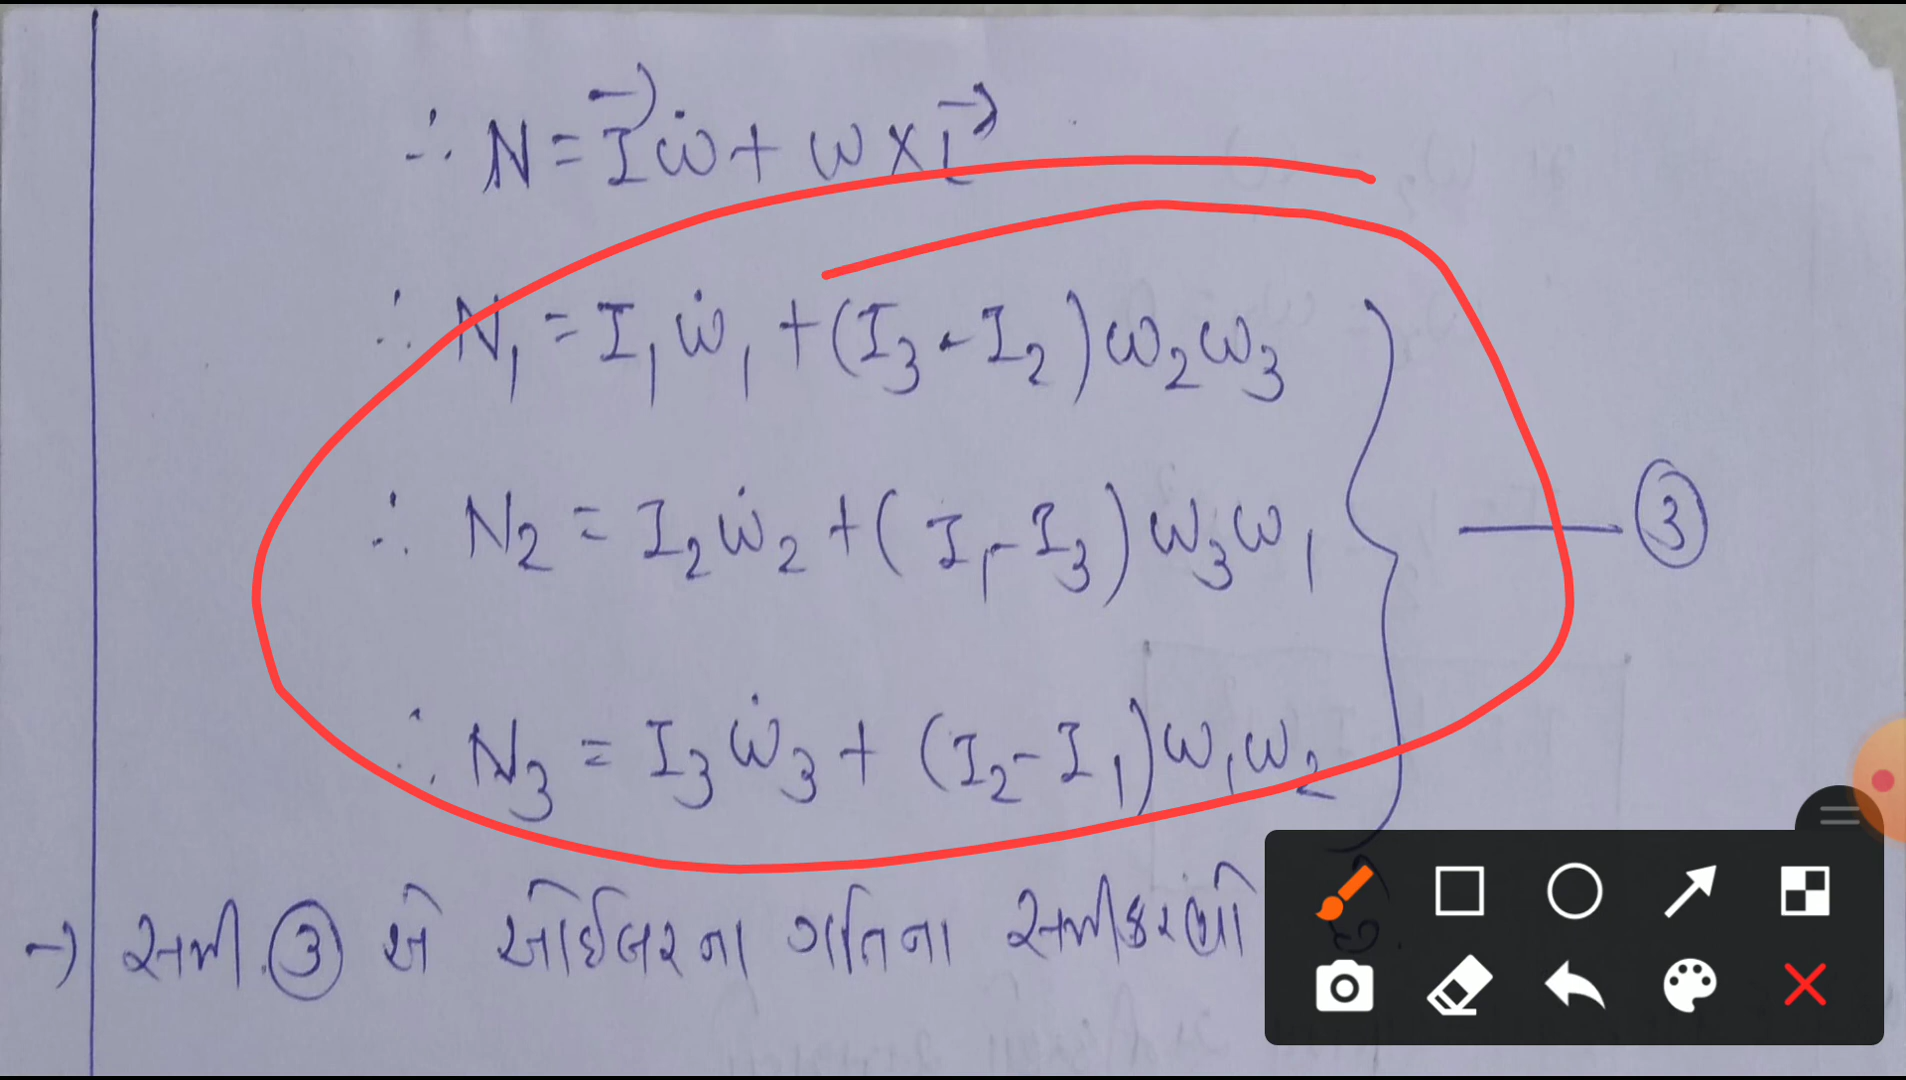 ∴ N = I⃗ ω̇ + ω × L⃗
∴ N₁ = I₁ ω̇₁ + (I₃ - I₂) ω₂ω₃
∴ N₂ = I₂ ω̇₂ + (I₁ - I₃) ω₃ω₁
③
∴ N₃ = I₃ ω̇₃ + (I₂ - I₁) ω₁ω₂
→ સમી. ③ એ ઓઈલરના ગતિના સમીકરણો